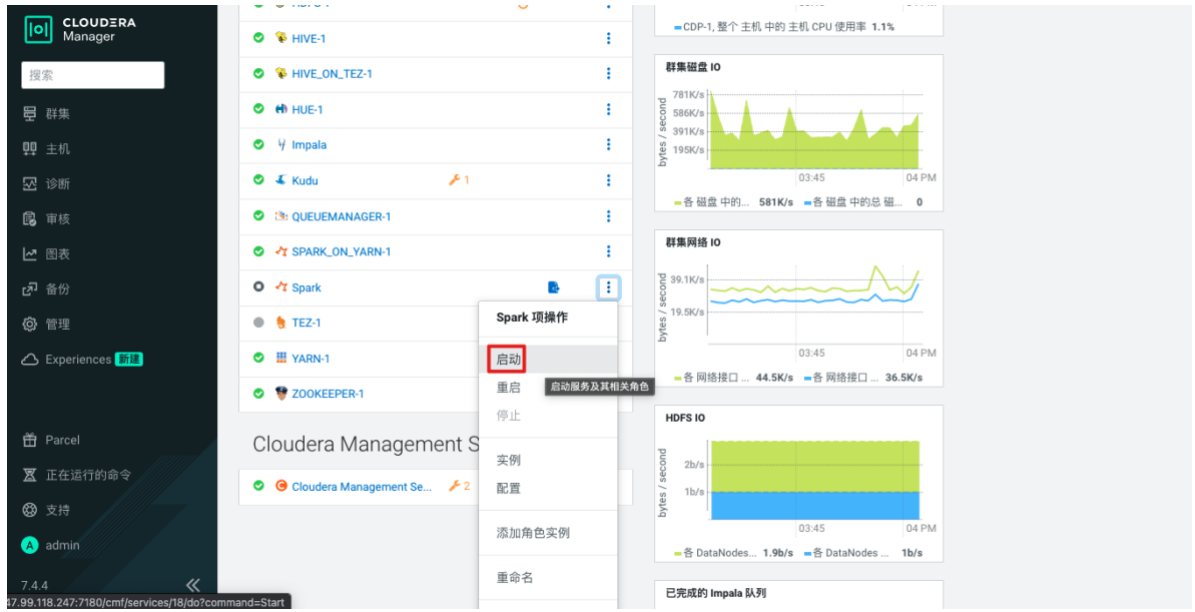 CLOUDERA
Manager
搜索
群集
主机
诊断
审核
图表
备份
管理
Experiences 新建
Parcel
正在运行的命令
支持
A admin
7.4.4
47.99.118.247:7180/cmf/services/18/do?command=Start
HIVE-1
HIVE_ON_TEZ-1
HUE-1
Impala
Kudu 1
QUEUEMANAGER-1
SPARK_ON_YARN-1
Spark
TEZ-1
YARN-1
ZOOKEEPER-1
Cloudera Management S
Cloudera Management Se... 2
Spark 项操作
启动
重启
启动服务及其相关角色
停止
实例
配置
添加角色实例
重命名
CDP-1, 整个 主机 中的 主机 CPU 使用率 1.1%
群集磁盘 IO
bytes / second
781K/s
586K/s
391K/s
195K/s
03:45 04 PM
各 磁盘 中的... 581K/s 各 磁盘 中的总 磁... 0
群集网络 IO
bytes / second
39.1K/s
19.5K/s
03:45 04 PM
各 网络接口 ... 44.5K/s 各 网络接口 ... 36.5K/s
HDFS IO
bytes / second
2b/s
1b/s
03:45 04 PM
各 DataNodes... 1.9b/s 各 DataNodes ... 1b/s
已完成的 Impala 队列